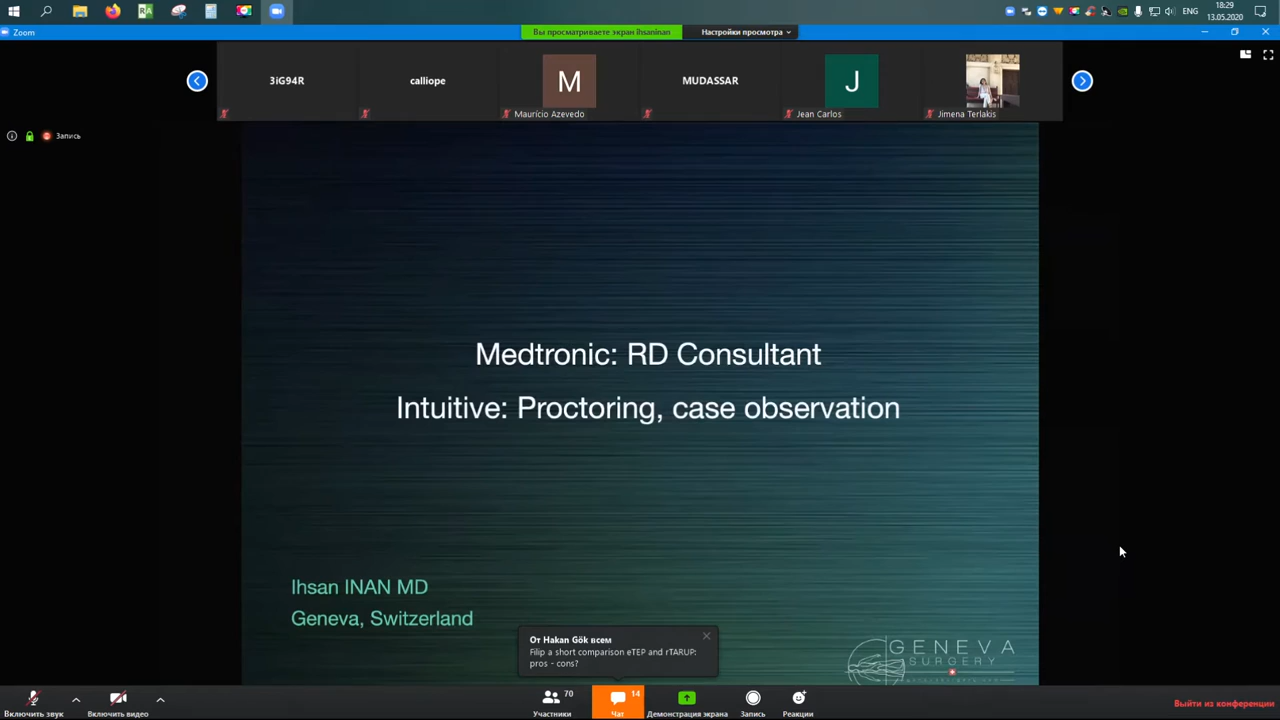 ENG
18:29
13.05.2020
Zoom
Вы просматриваете экран ihsaninan
Настройки просмотра
3iG94R
calliope
M
Maurício Azevedo
MUDASSAR
J
Jean Carlos
Jimena Terlakis
Запись
Medtronic: RD Consultant
Intuitive: Proctoring, case observation
Ihsan INAN MD
Geneva, Switzerland
GENEVA
SURGERY
От Hakan Gök всем
Filip a short comparison eTEP and rTARUP:
pros - cons?
Включить звук
Включить видео
70
Участники
14
Чат
Демонстрация экрана
Запись
Реакции
Выйти из конференции